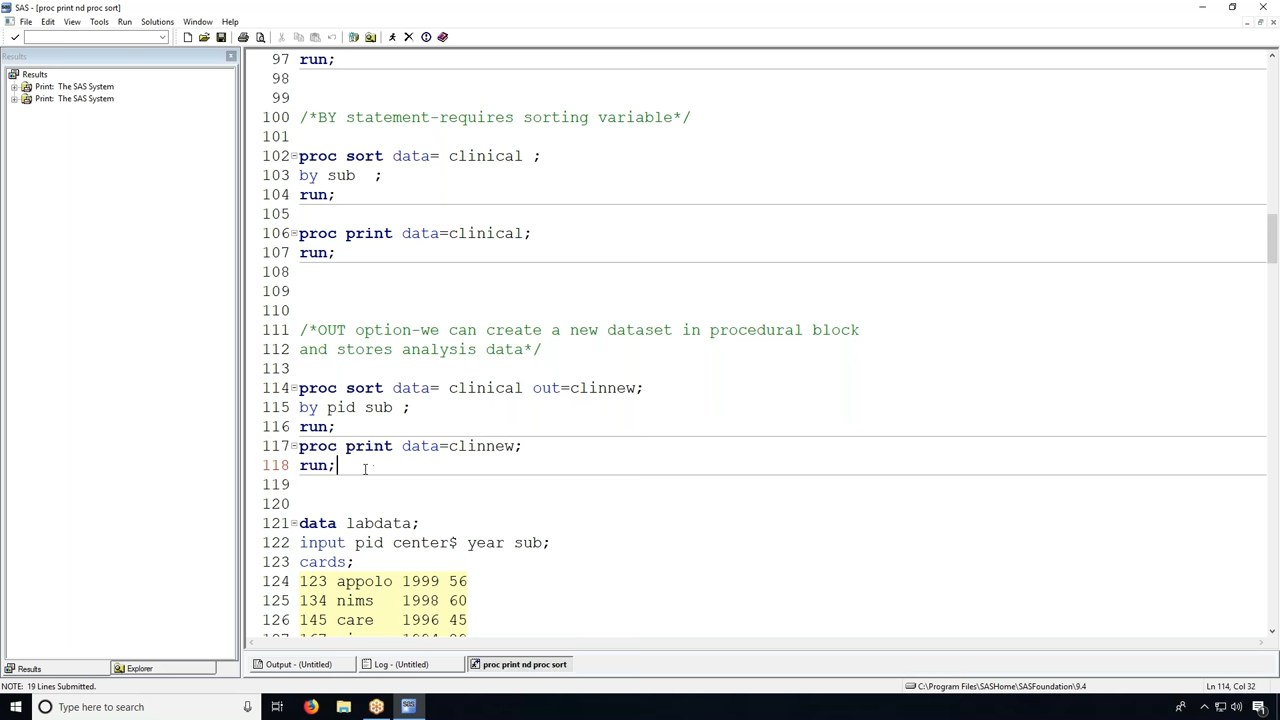 SAS - [proc print nd proc sort]
File Edit View Tools Run Solutions Window Help
Results
Results
Print: The SAS System
Print: The SAS System
97 run;
98
99
100 /*BY statement-requires sorting variable*/
101
102 proc sort data= clinical ;
103 by sub ;
104 run;
105
106 proc print data=clinical;
107 run;
108
109
110
111 /*OUT option-we can create a new dataset in procedural block
112 and stores analysis data*/
113
114 proc sort data= clinical out=clinnew;
115 by pid sub ;
116 run;
117 proc print data=clinnew;
118 run;
119
120
121 data labdata;
122 input pid center$ year sub;
123 cards;
124 123 appolo 1999 56
125 134 nims 1998 60
126 145 care 1996 45
Results Explorer
Output - (Untitled) Log - (Untitled) proc print nd proc sort
NOTE: 19 Lines Submitted.
C:\Program Files\SASHome\SASFoundation\9.4
Ln 114, Col 32
Type here to search
SAS